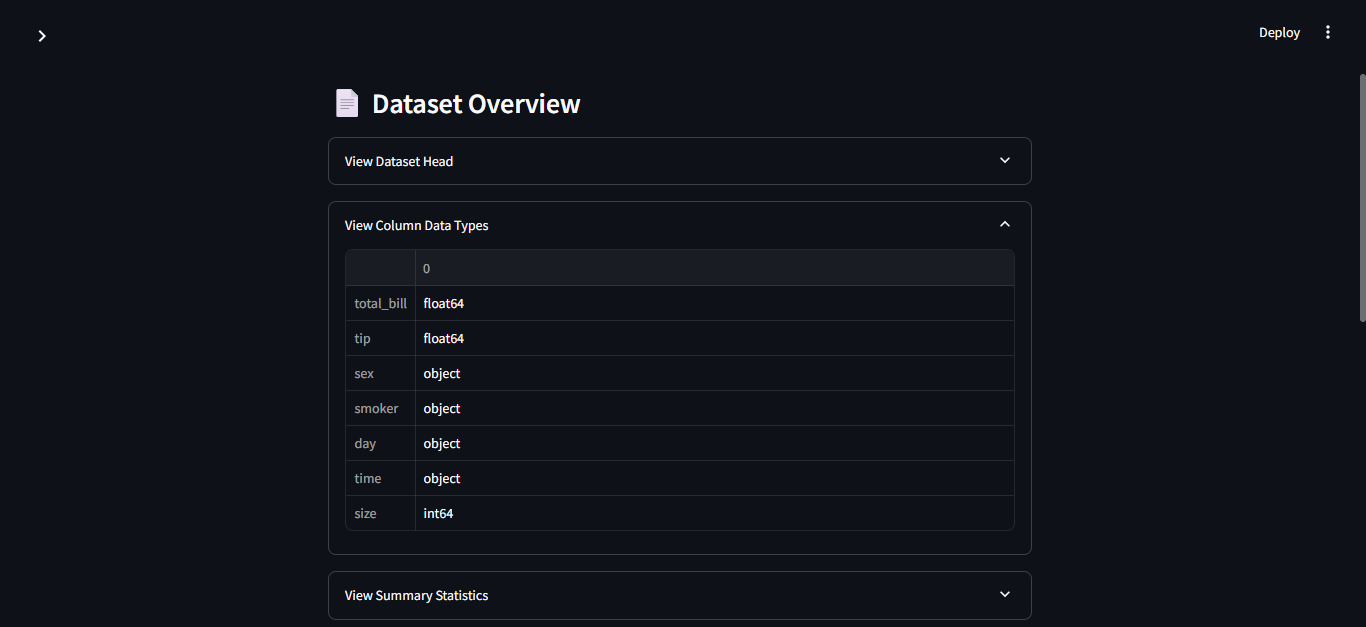 Deploy
Dataset Overview
View Dataset Head
View Column Data Types
0
total_bill float64
tip float64
sex object
smoker object
day object
time object
size int64
View Summary Statistics